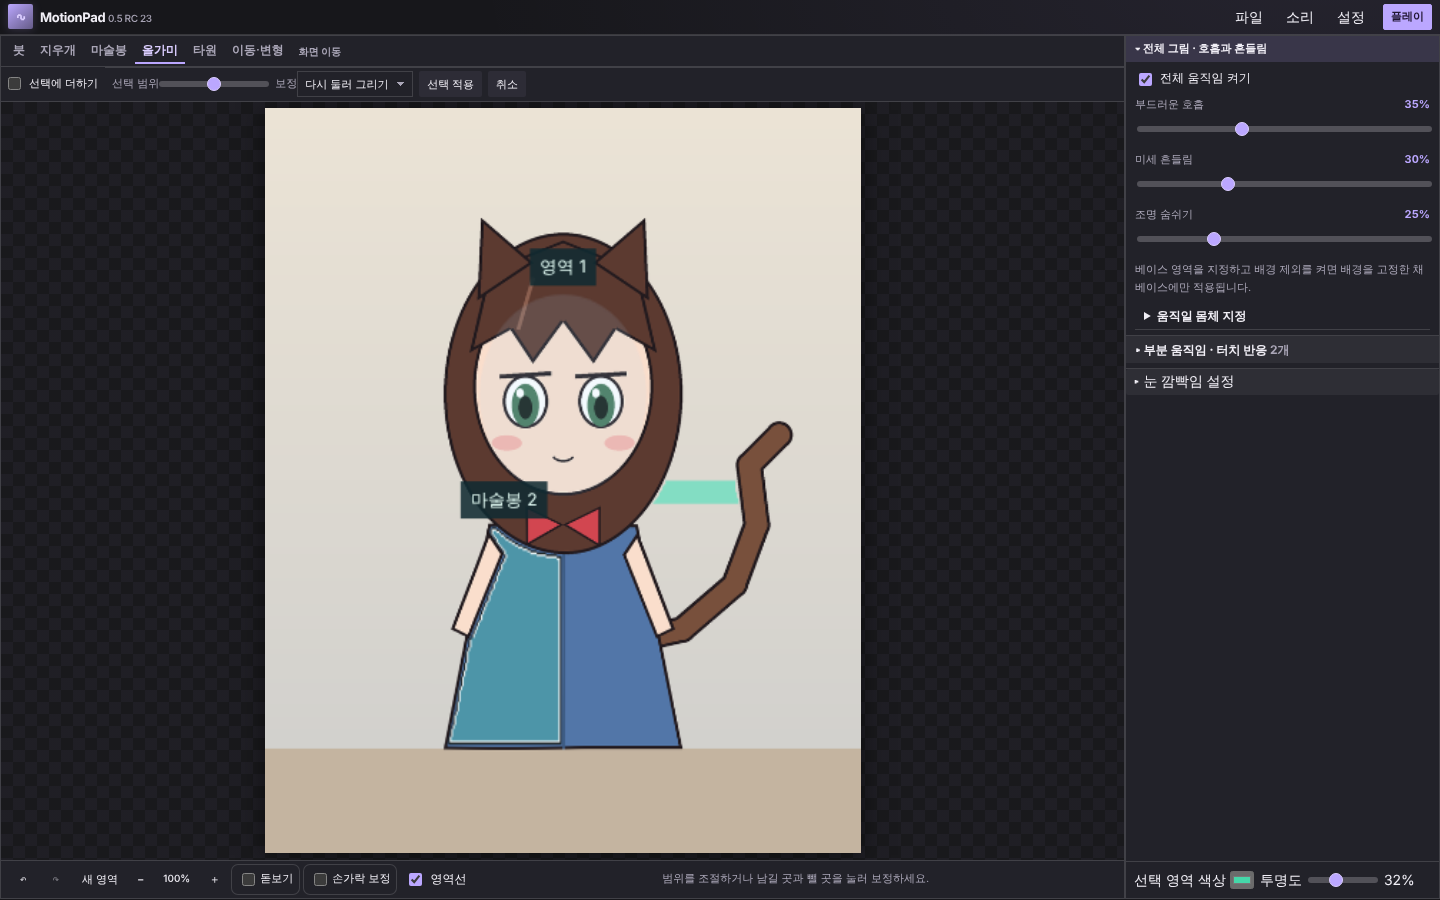 MotionPad 0.5 RC 23
파일 소리 설정 플레이
붓 지우개 마술봉 올가미 타원 이동·변형 화면 이동
선택에 더하기 선택 범위 보정 다시 둘러 그리기 선택 적용 취소
영역 1
마술봉 2
전체 그림 · 호흡과 흔들림
전체 움직임 켜기
부드러운 호흡 35%
미세 흔들림 30%
조명 숨쉬기 25%
베이스 영역을 지정하고 배경 제외를 켜면 배경을 고정한 채
베이스에만 적용됩니다.
움직일 몸체 지정
부분 움직임 · 터치 반응 2개
눈 깜빡임 설정
새 영역 − 100% + 돋보기 손가락 보정 영역선 범위를 조절하거나 남길 곳과 뺄 곳을 눌러 보정하세요.
선택 영역 색상 투명도 32%